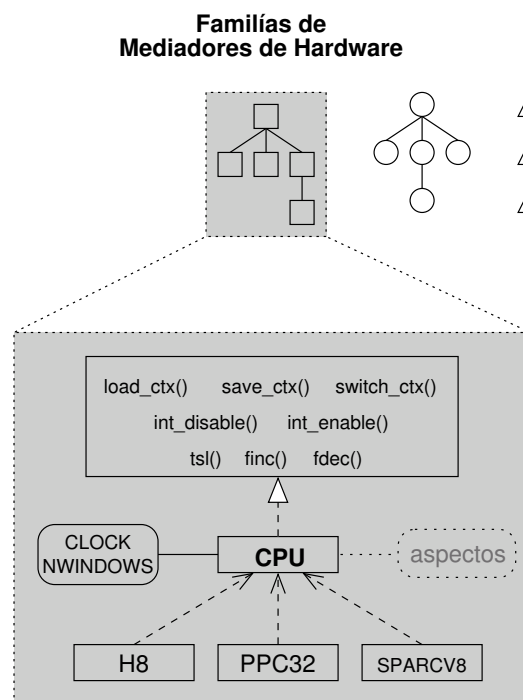 Familías de
Mediadores de Hardware
load_ctx() save_ctx() switch_ctx()
int_disable() int_enable()
tsl() finc() fdec()
CLOCK
NWINDOWS
CPU
aspectos
H8
PPC32
SPARCV8